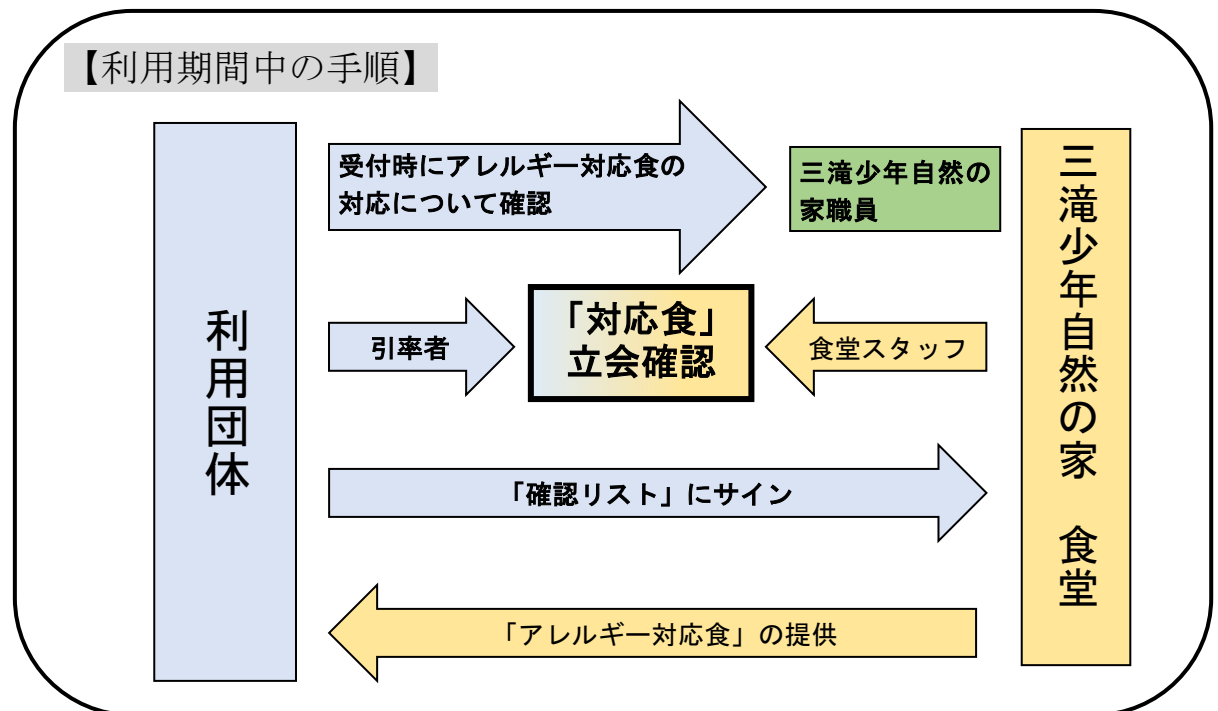 【利用期間中の手順】
利用団体
受付時にアレルギー対応食の
対応について確認
三滝少年自然の
家職員
引率者
「対応食」
立会確認
食堂スタッフ
「確認リスト」にサイン
「アレルギー対応食」の提供
三滝少年自然の家　食堂